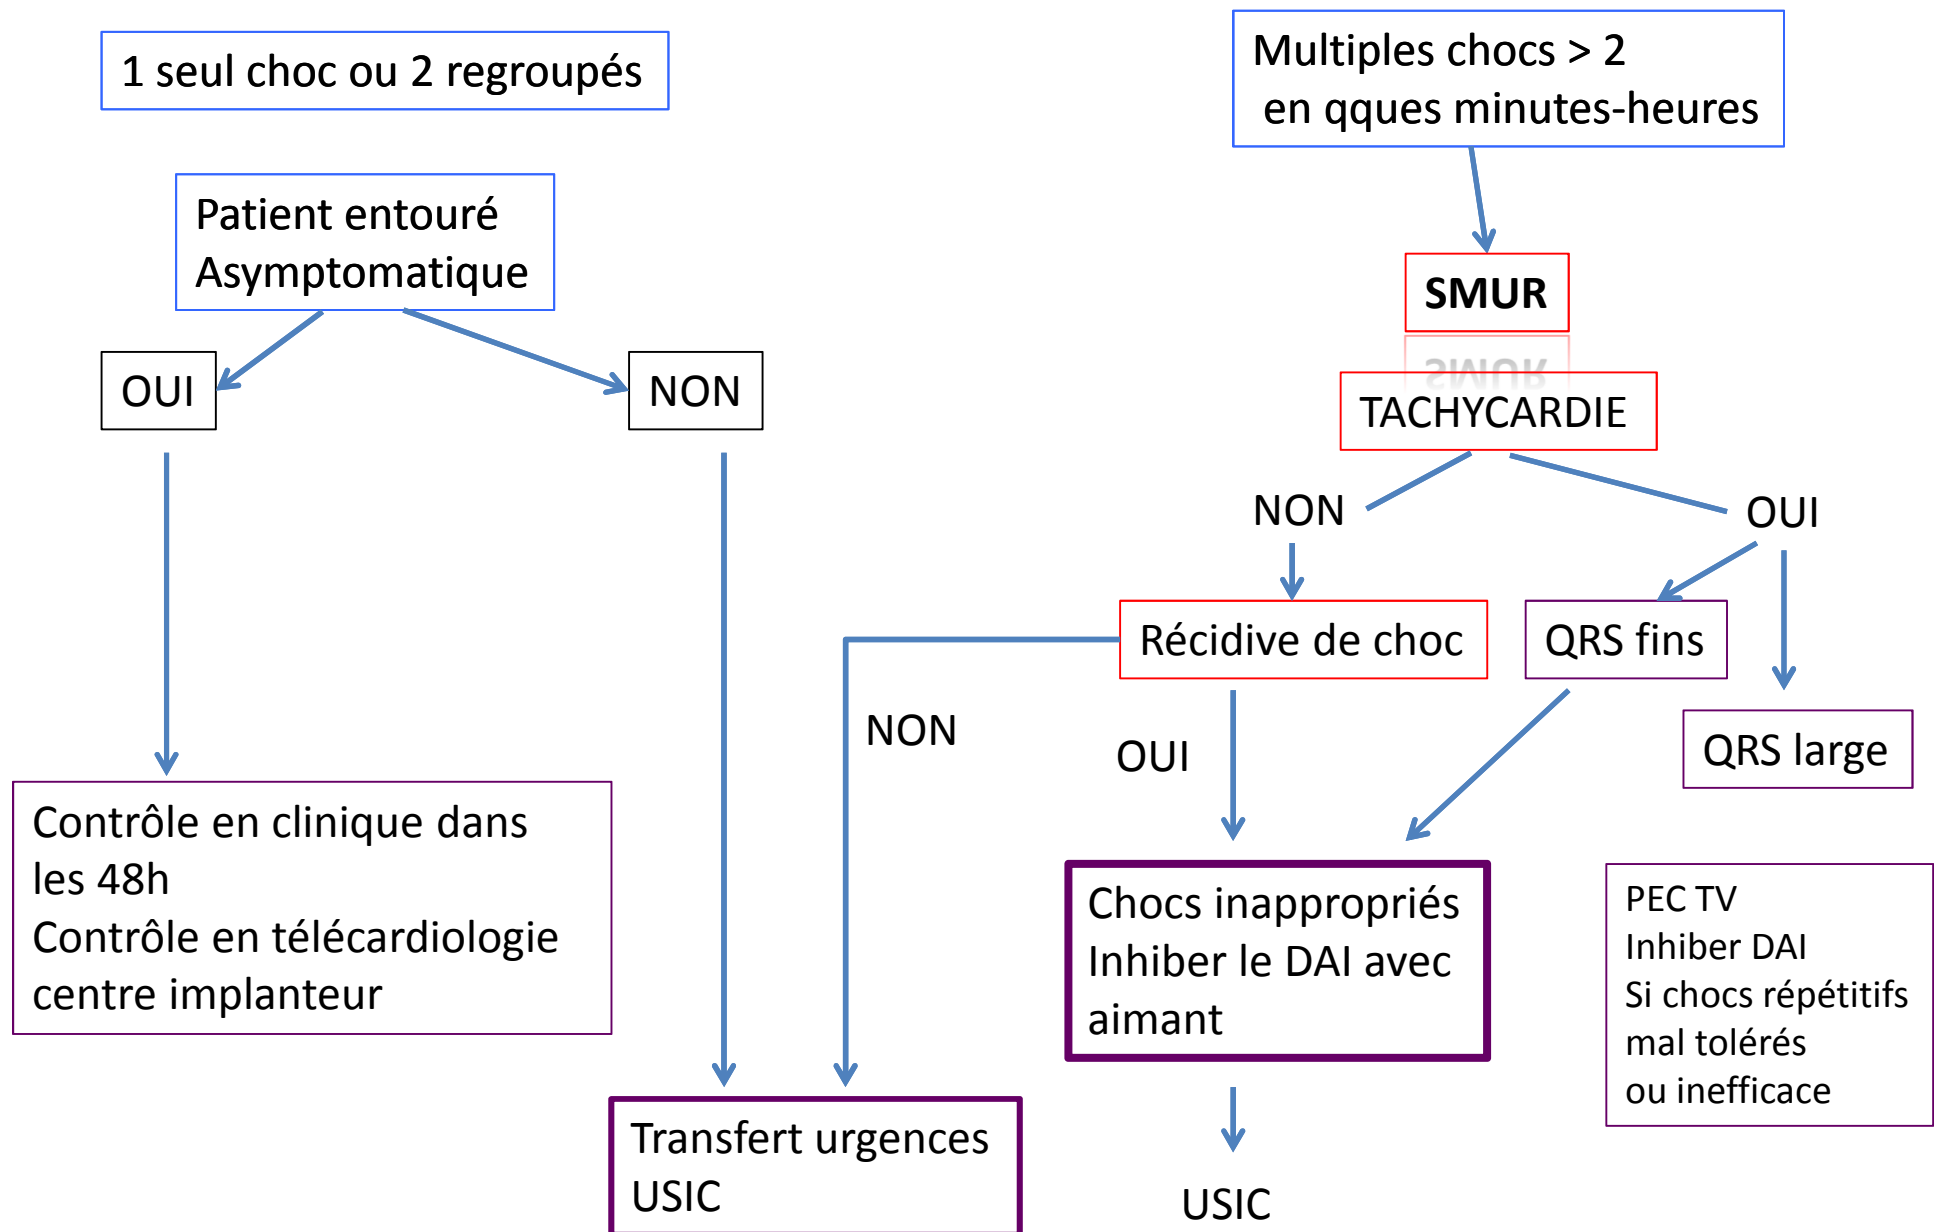 1 seul choc ou 2 regroupés
Multiples chocs > 2
en qques minutes-heures
Patient entouré
Asymptomatique
SMUR
SMUR
OUI
NON
TACHYCARDIE
NON
OUI
Récidive de choc
QRS fins
NON
OUI
QRS large
Contrôle en clinique dans
les 48h
Contrôle en télécardiologie
centre implanteur
Chocs inappropriés
Inhiber le DAI avec
aimant
PEC TV
Inhiber DAI
Si chocs répétitifs
mal tolérés
ou inefficace
Transfert urgences
USIC
USIC